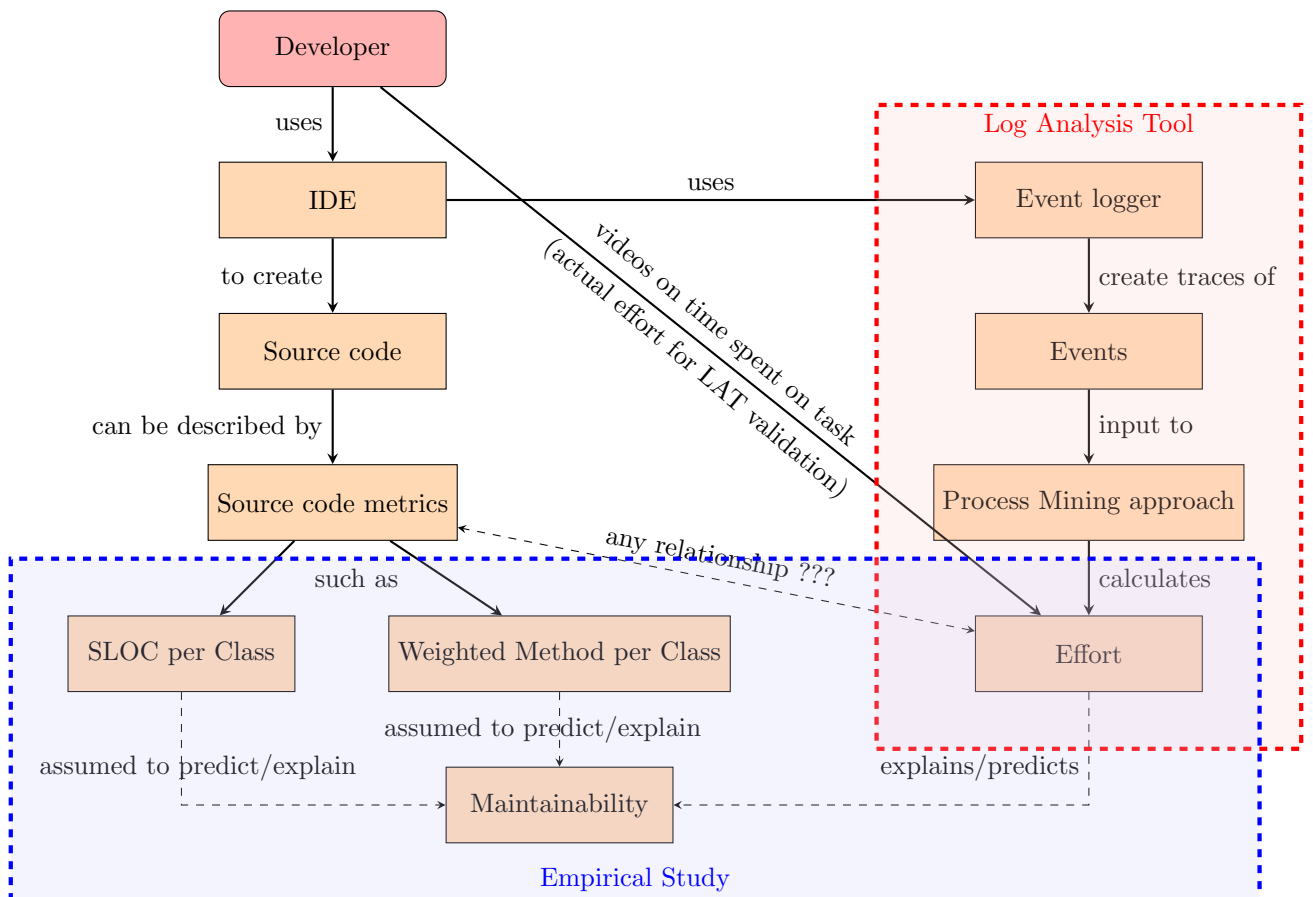 Developer
Log Analysis Tool
uses
IDE
uses
Event logger
videos on time spent on task
(actual effort for LAT validation)
to create
create traces of
Source code
Events
can be described by
input to
Source code metrics
Process Mining approach
any relationship ???
such as
calculates
SLOC per Class
Weighted Method per Class
Effort
assumed to predict/explain
assumed to predict/explain
explains/predicts
Maintainability
Empirical Study